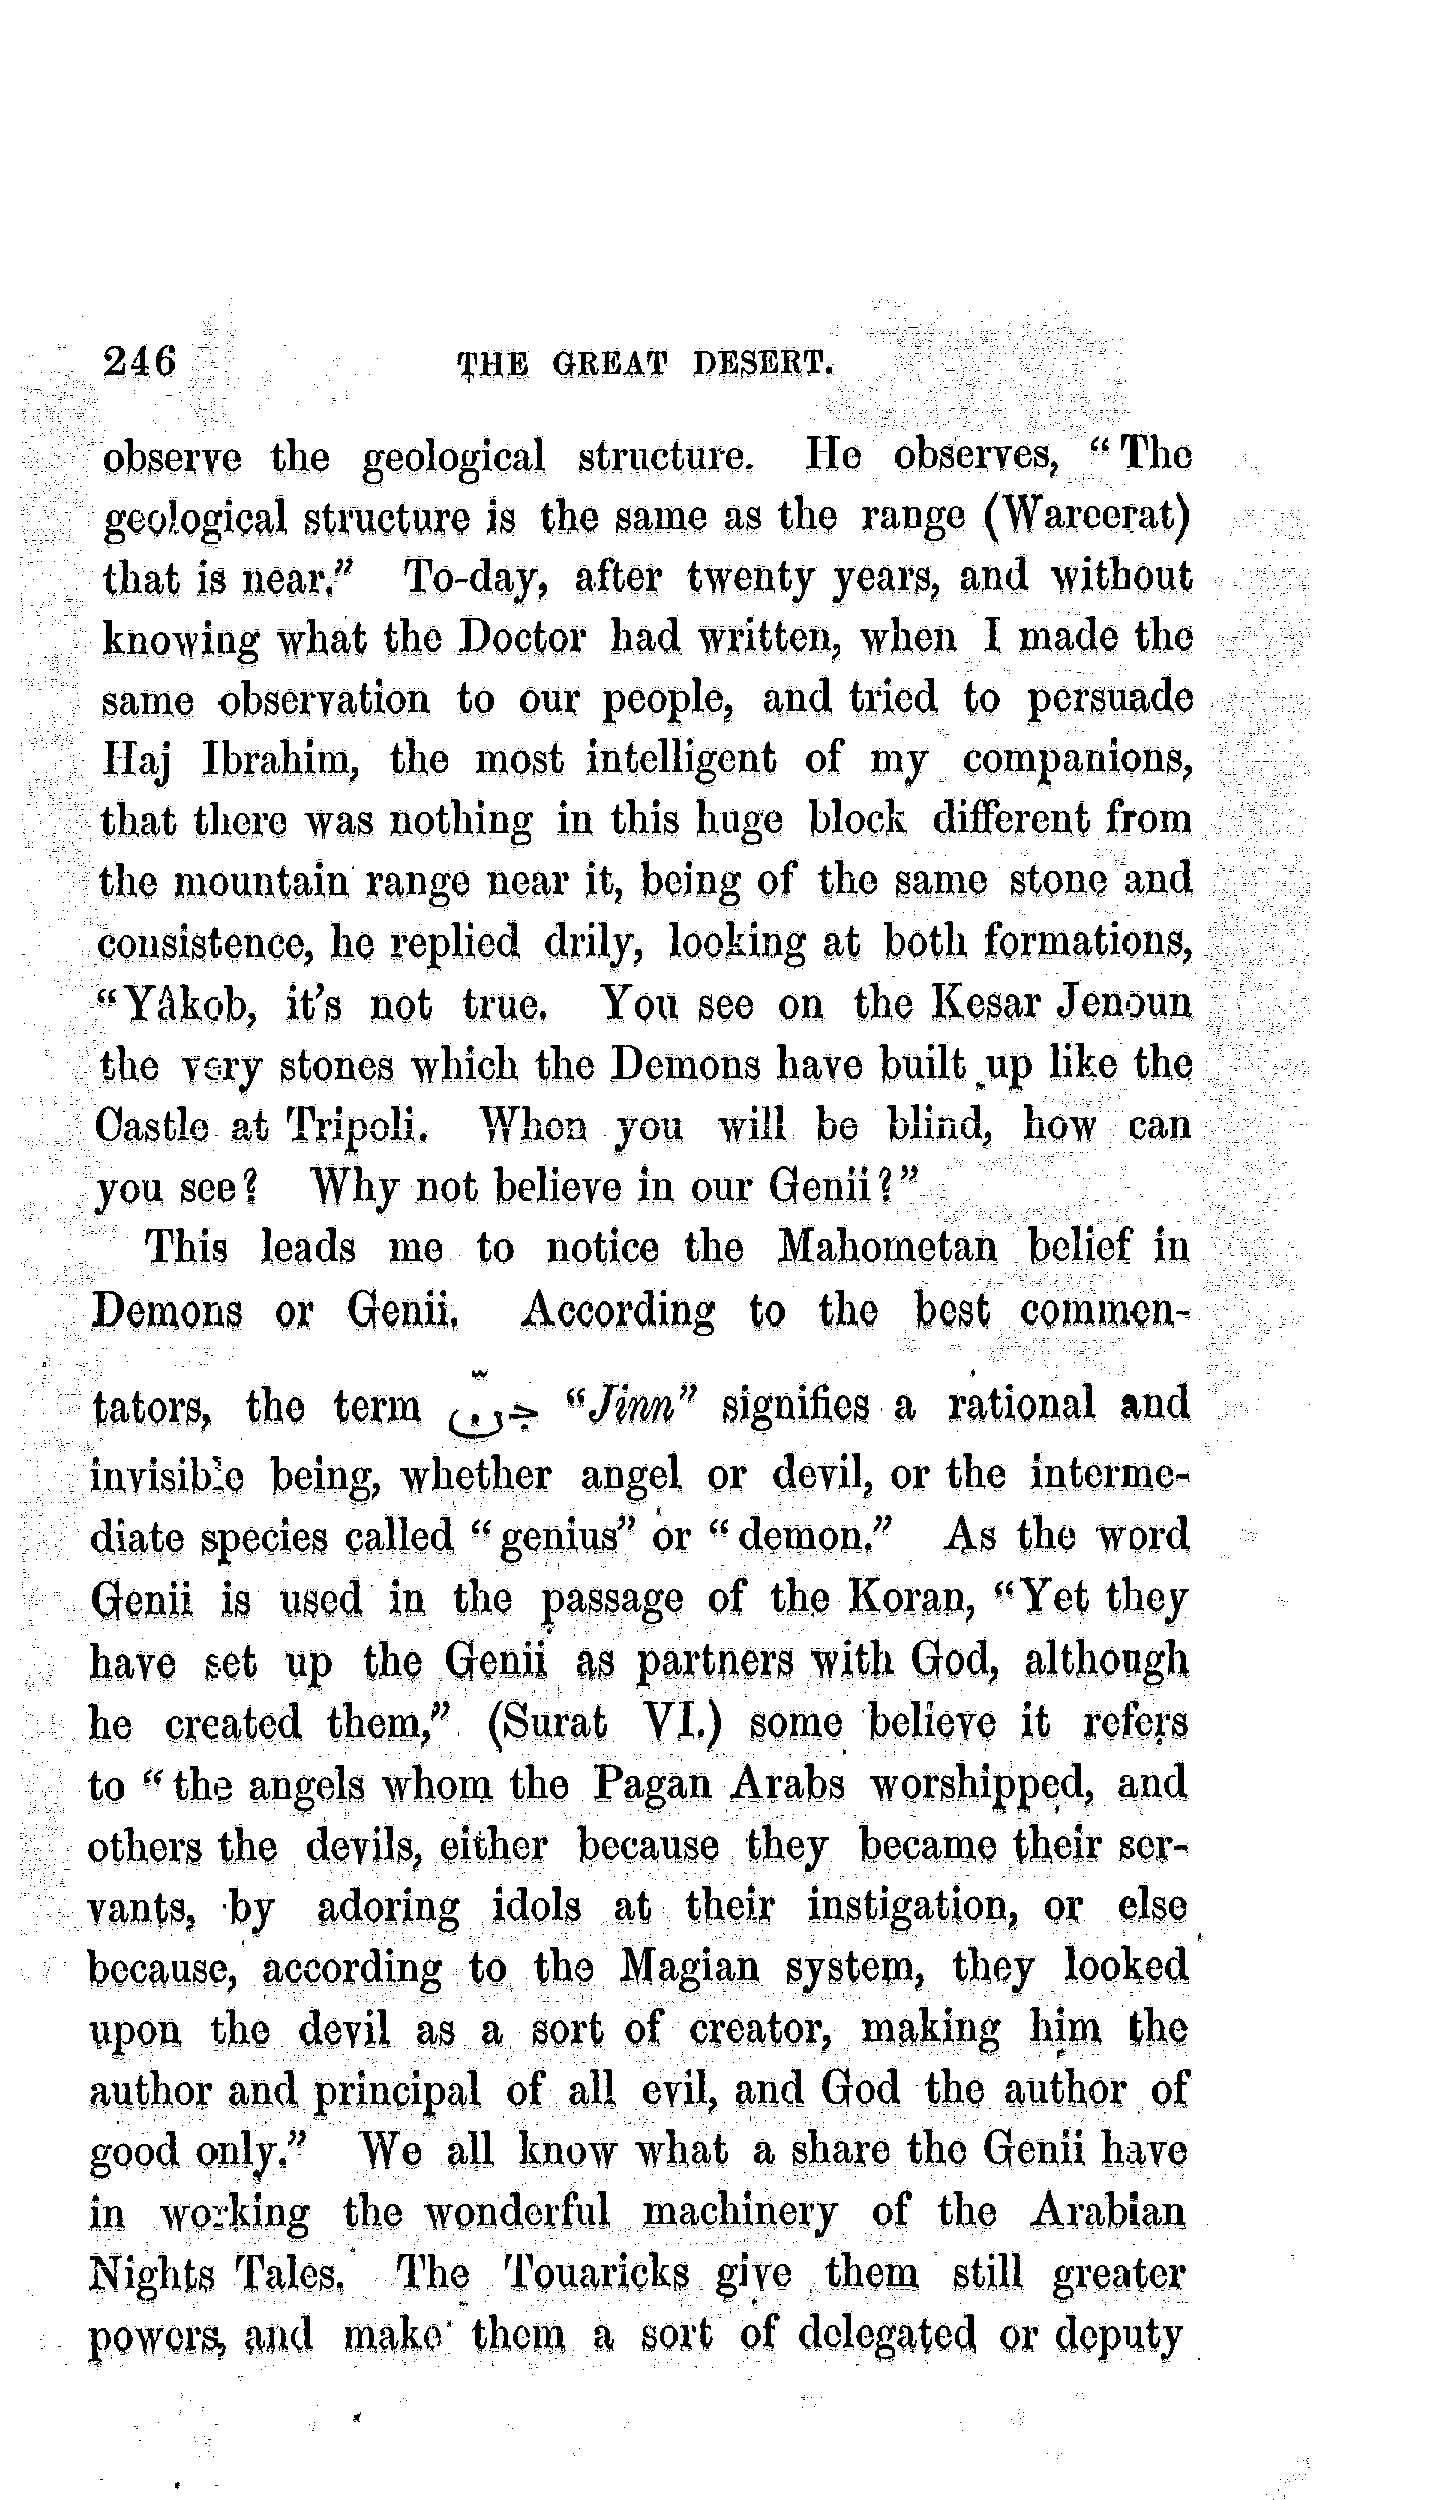 246 THE GREAT DESERT.
observe the geological structure. He observes, “The
geological structure is the same as the range (Warcerat)
that is near.” To-day, after twenty years, and without
knowing what the Doctor had written, when I made the
same observation to our people, and tried to persuade
Haj Ibrahim, the most intelligent of my companions,
that there was nothing in this huge block different from
the mountain range near it, being of the same stone and
consistence, he replied drily, looking at both formations,
“Yâkob, it’s not true. You see on the Kesar Jenoun
the very stones which the Demons have built up like the
Castle at Tripoli. When you will be blind, how can
you see? Why not believe in our Genii?”
This leads me to notice the Mahometan belief in
Demons or Genii. According to the best commen-
tators, the term جنّ “Jinn” signifies a rational and
invisible being, whether angel or devil, or the interme-
diate species called “genius” or “demon.” As the word
Genii is used in the passage of the Koran, “Yet they
have set up the Genii as partners with God, although
he created them,” (Surat VI.) some believe it refers
to “the angels whom the Pagan Arabs worshipped, and
others the devils, either because they became their ser-
vants, by adoring idols at their instigation, or else
because, according to the Magian system, they looked
upon the devil as a sort of creator, making him the
author and principal of all evil, and God the author of
good only.” We all know what a share the Genii have
in working the wonderful machinery of the Arabian
Nights Tales. The Touaricks give them still greater
powers, and make them a sort of delegated or deputy